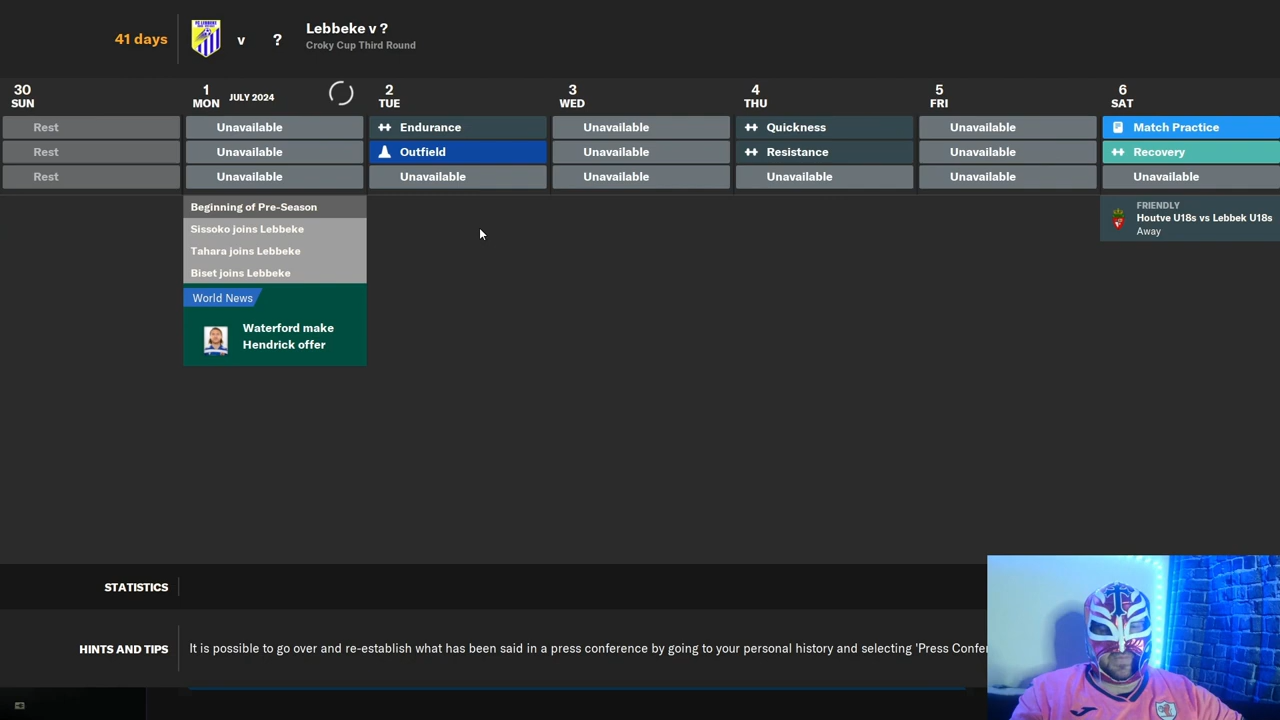 41 days
v
?
Lebbeke v ?
Croky Cup Third Round
30
SUN
1
MON
JULY 2024
2
TUE
3
WED
4
THU
5
FRI
6
SAT
Rest
Unavailable
Endurance
Unavailable
Quickness
Unavailable
Match Practice
Rest
Unavailable
Outfield
Unavailable
Resistance
Unavailable
Recovery
Rest
Unavailable
Unavailable
Unavailable
Unavailable
Unavailable
Unavailable
Beginning of Pre-Season
Sissoko joins Lebbeke
Tahara joins Lebbeke
Biset joins Lebbeke
World News
Waterford make
Hendrick offer
FRIENDLY
Houtve U18s vs Lebbek U18s
Away
STATISTICS
HINTS AND TIPS
It is possible to go over and re-establish what has been said in a press conference by going to your personal history and selecting 'Press Confer